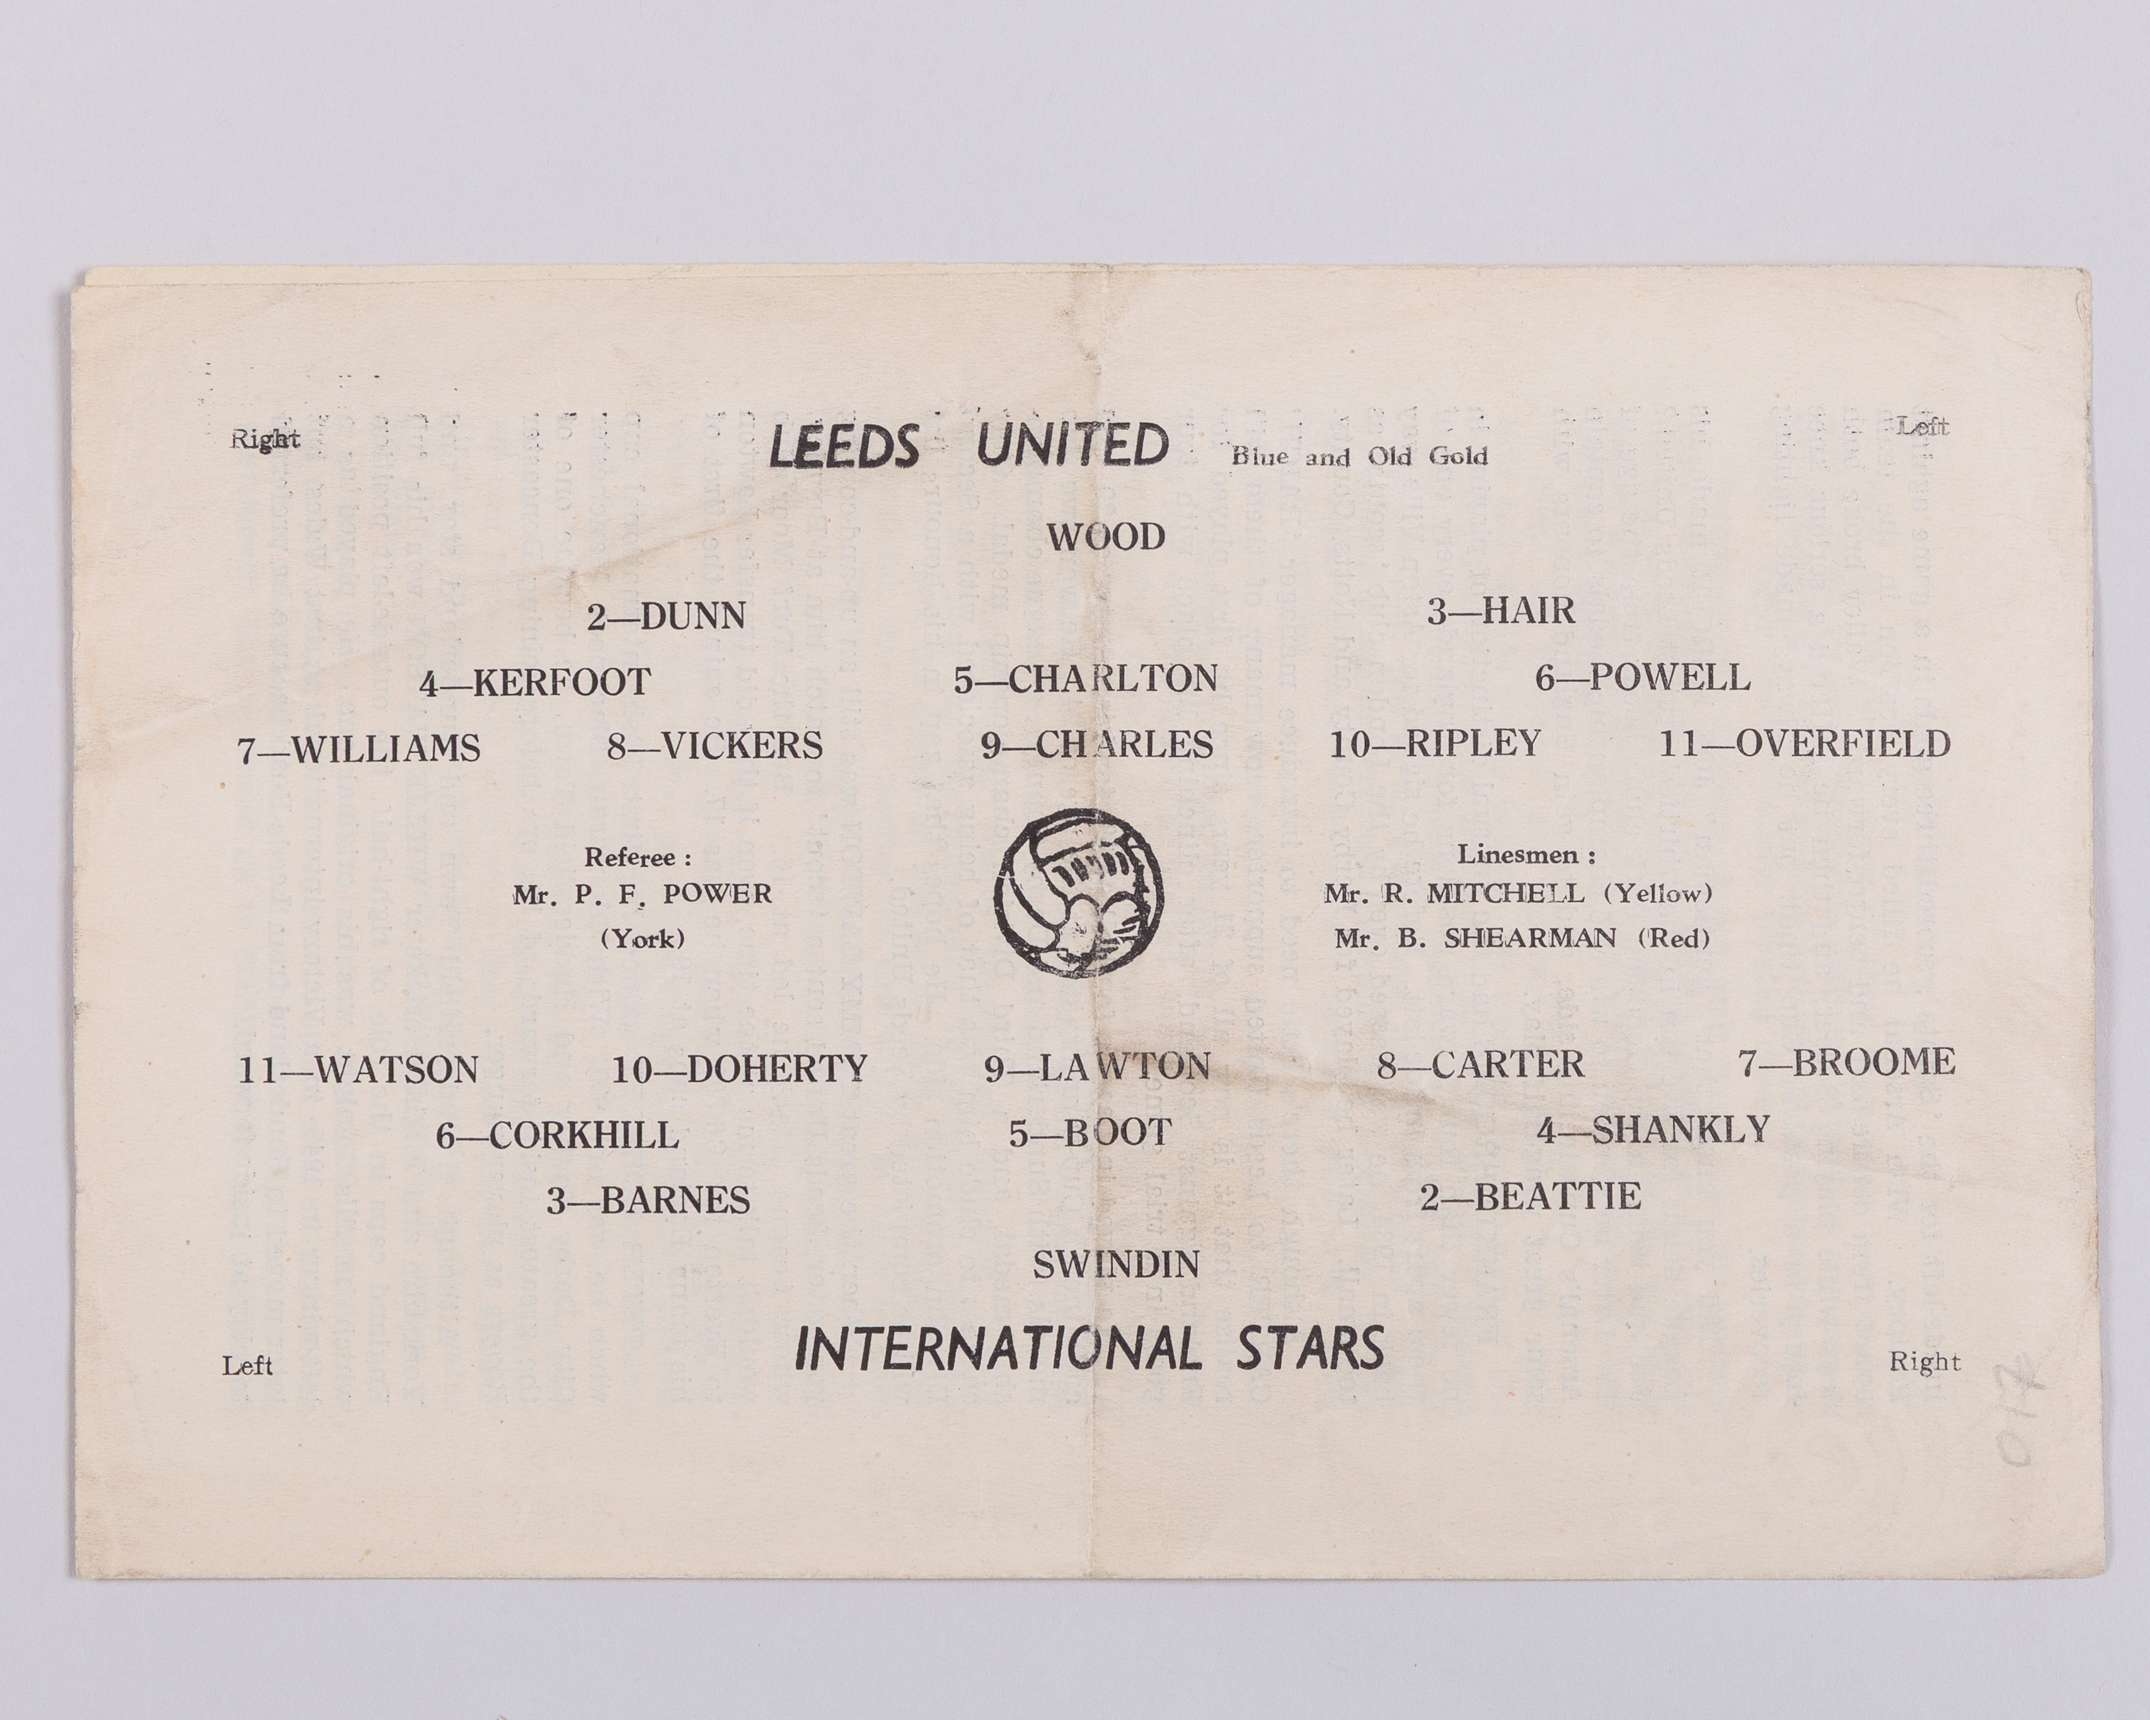 Right LEEDS UNITED Blue and Old Gold Left
WOOD
2—DUNN 3—HAIR
4—KERFOOT 5—CHARLTON 6—POWELL
7—WILLIAMS 8—VICKERS 9—CHARLES 10—RIPLEY 11—OVERFIELD
Referee : Linesmen :
Mr. P. F. POWER Mr. R. MITCHELL (Yellow)
(York) Mr. B. SHEARMAN (Red)
11—WATSON 10—DOHERTY 9—LAWTON 8—CARTER 7—BROOME
6—CORKHILL 5—BOOT 4—SHANKLY
3—BARNES 2—BEATTIE
SWINDIN
INTERNATIONAL STARS
Left Right
017